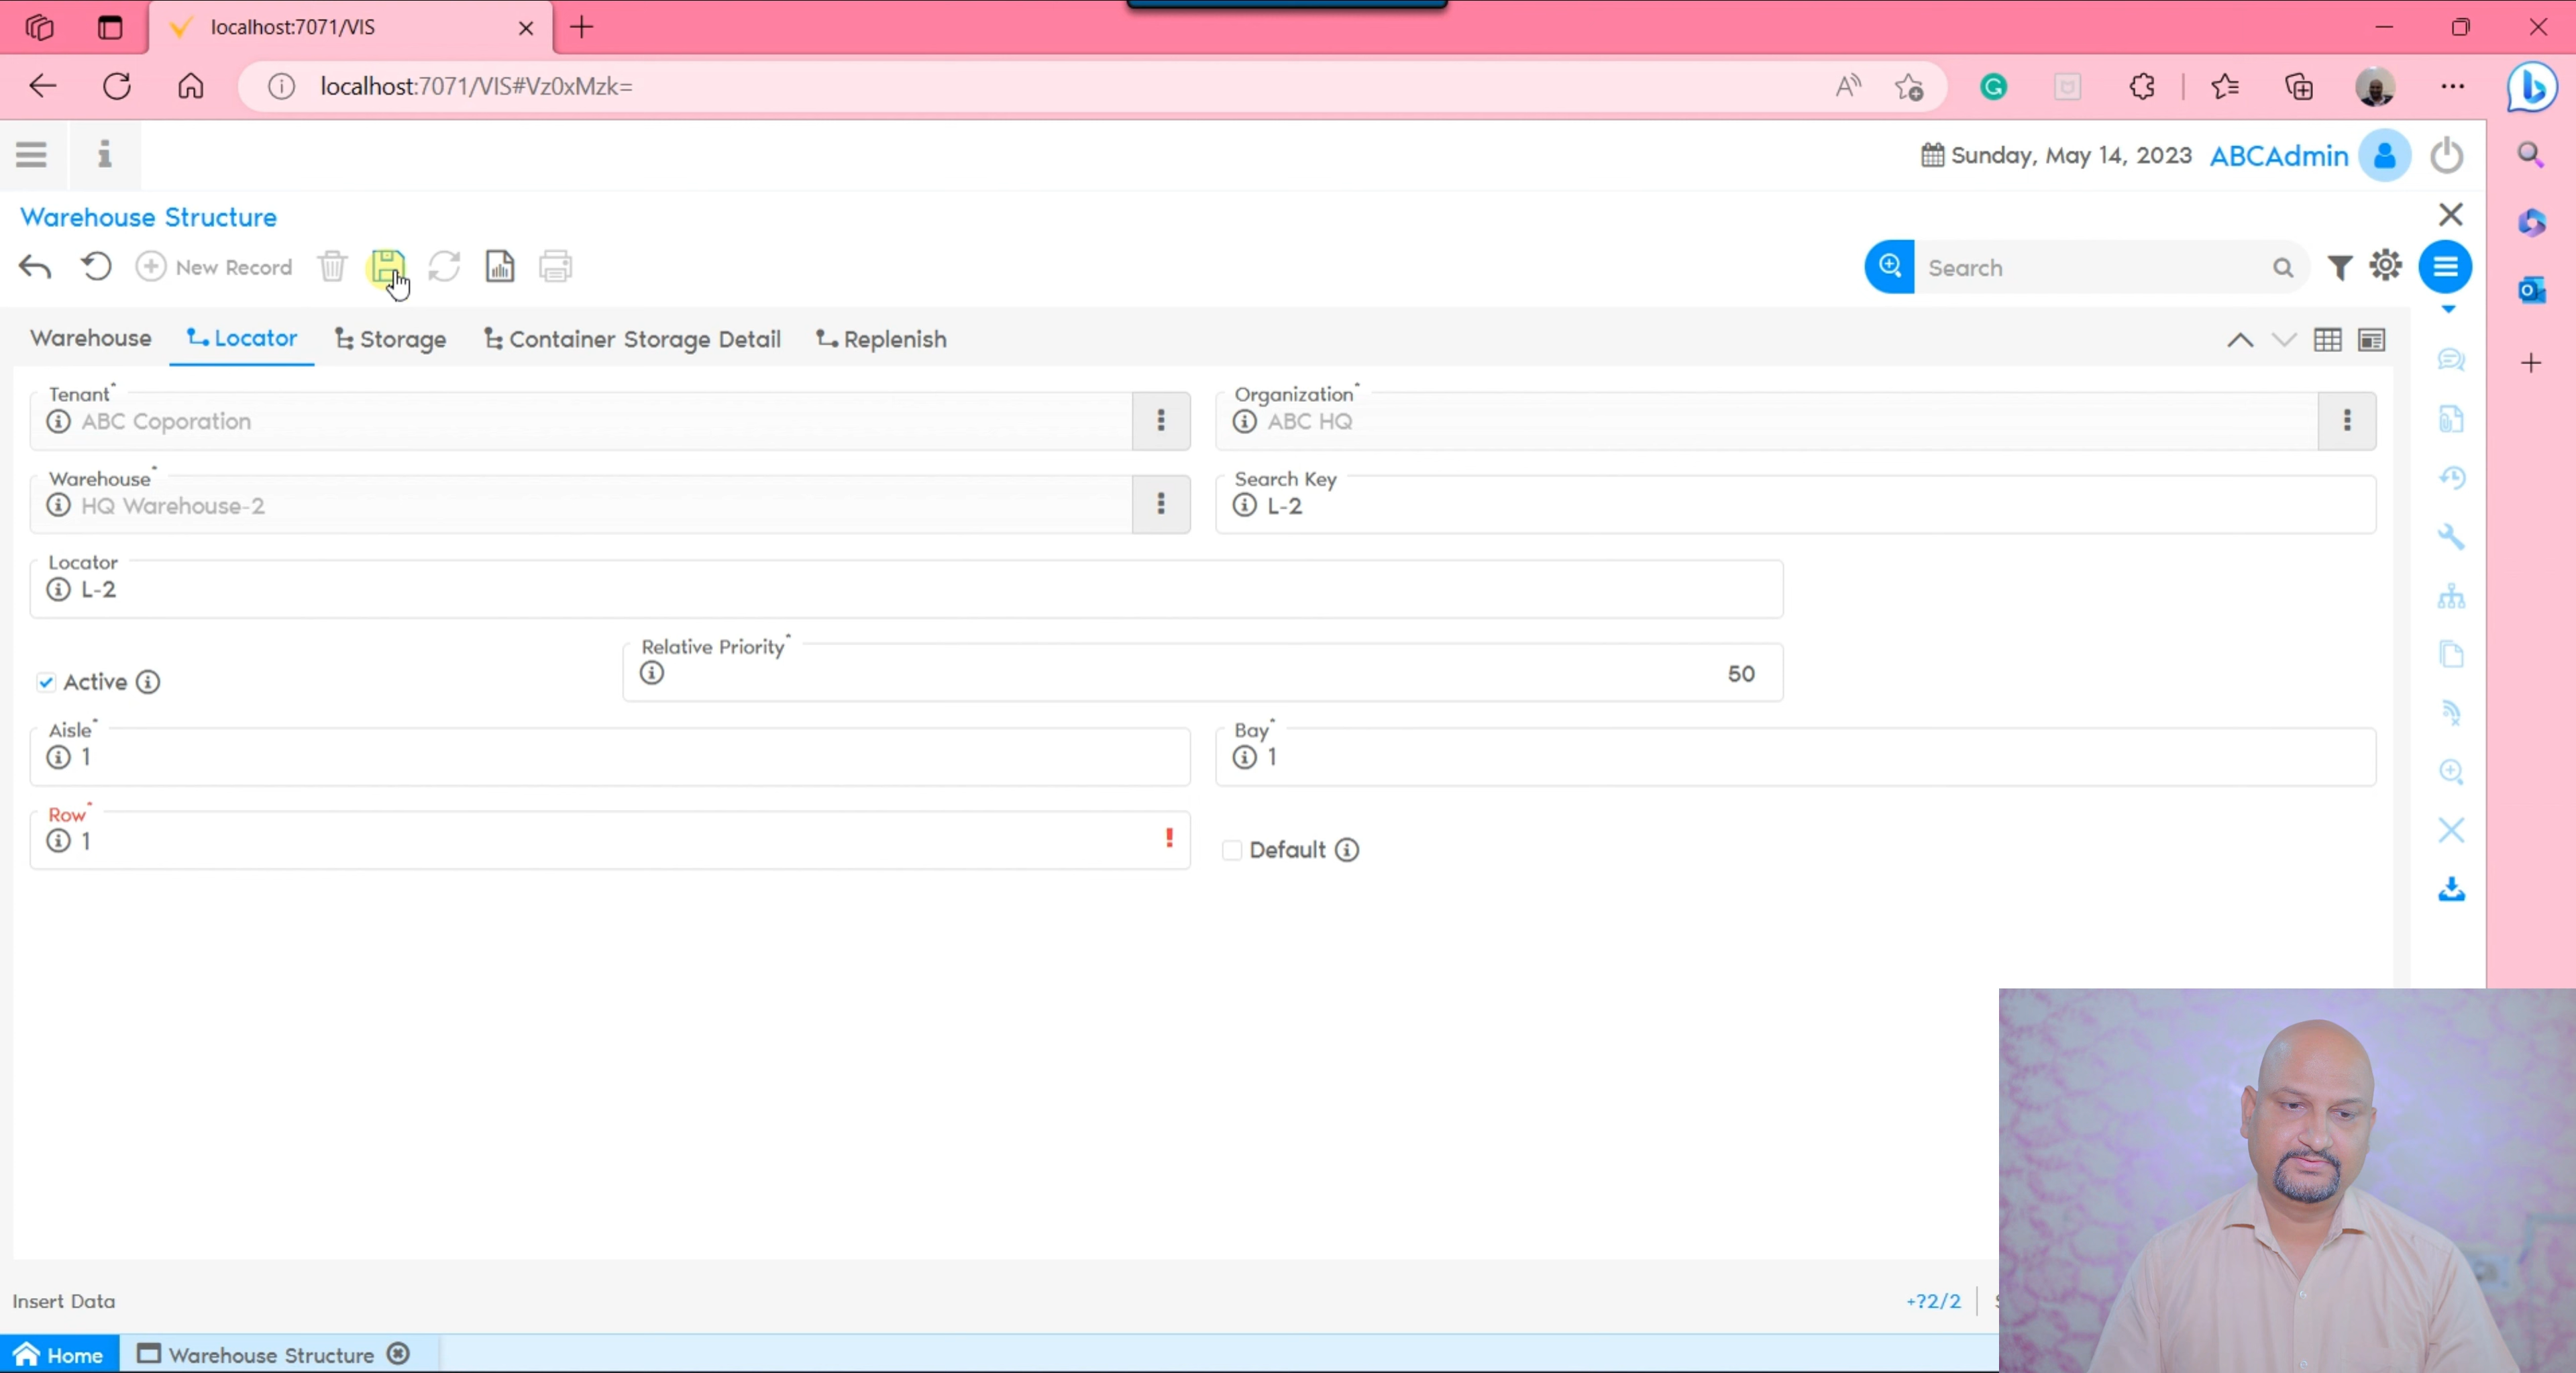 localhost:7071/VIS
localhost:7071/VIS#Vz0xMzk=
Sunday, May 14, 2023 ABCAdmin
Warehouse Structure
New Record
Search
Warehouse Locator Storage Container Storage Detail Replenish
Tenant* Organization*
ABC Coporation ABC HQ
Warehouse* Search Key
HQ Warehouse-2 L-2
Locator
L-2
Relative Priority*
Active 50
Aisle* Bay*
1 1
Row*
1 !
Default
Insert Data +?2/2
Home Warehouse Structure